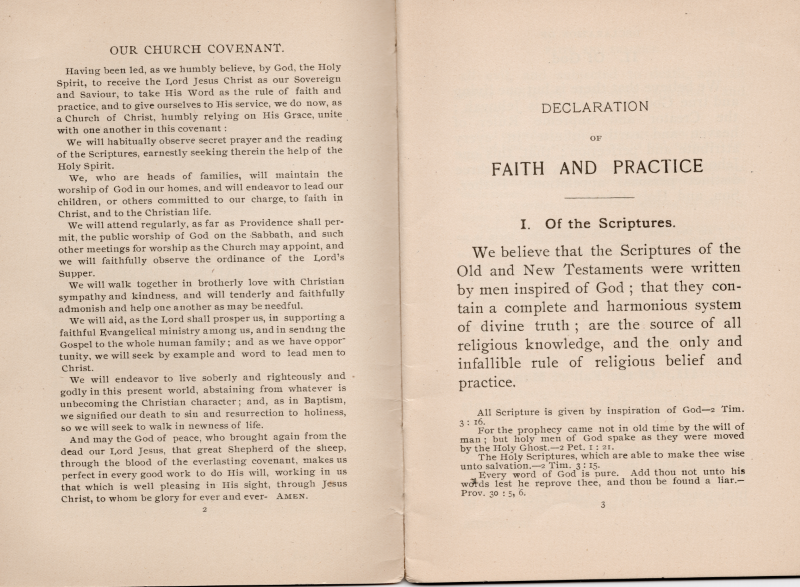 OUR CHURCH COVENANT.
Having been led, as we humbly believe, by God, the Holy
Spirit, to receive the Lord Jesus Christ as our Sovereign
and Saviour, to take His Word as the rule of faith and
practice, and to give ourselves to His service, we do now, as
a Church of Christ, humbly relying on His Grace, unite
with one another in this covenant :
We will habitually observe secret prayer and the reading
of the Scriptures, earnestly seeking therein the help of the
Holy Spirit.
We, who are heads of families, will maintain the
worship of God in our homes, and will endeavor to lead our
children, or others committed to our charge, to faith in
Christ, and to the Christian life.
We will attend regularly, as far as Providence shall per-
mit, the public worship of God on the Sabbath, and such
other meetings for worship as the Church may appoint, and
we will faithfully observe the ordinance of the Lord's
Supper.
We will walk together in brotherly love with Christian
sympathy and kindness, and will tenderly and faithfully
admonish and help one another as may be needful.
We will aid, as the Lord shall prosper us, in supporting a
faithful Evangelical ministry among us, and in sending the
Gospel to the whole human family ; and as we have oppor-
tunity, we will seek by example and word to lead men to
Christ.
We will endeavor to live soberly and righteously and
godly in this present world, abstaining from whatever is
unbecoming the Christian character ; and, as in Baptism,
we signified our death to sin and resurrection to holiness,
so we will seek to walk in newness of life.
And may the God of peace, who brought again from the
dead our Lord Jesus, that great Shepherd of the sheep,
through the blood of the everlasting covenant, makes us
perfect in every good work to do His will, working in us
that which is well pleasing in His sight, through Jesus
Christ, to whom be glory for ever and ever- AMEN.
2
DECLARATION
OF
FAITH AND PRACTICE
I. Of the Scriptures.
We believe that the Scriptures of the
Old and New Testaments were written
by men inspired of God ; that they con-
tain a complete and harmonious system
of divine truth ; are the source of all
religious knowledge, and the only and
infallible rule of religious belief and
practice.
All Scripture is given by inspiration of God—2 Tim.
3 : 16.
For the prophecy came not in old time by the will of
man ; but holy men of God spake as they were moved
by the Holy Ghost.—2 Pet. 1 : 21.
The Holy Scriptures, which are able to make thee wise
unto salvation.—2 Tim. 3 : 15.
Every word of God is pure. Add thou not unto his
words lest he reprove thee, and thou be found a liar.—
Prov. 30 : 5, 6.
3